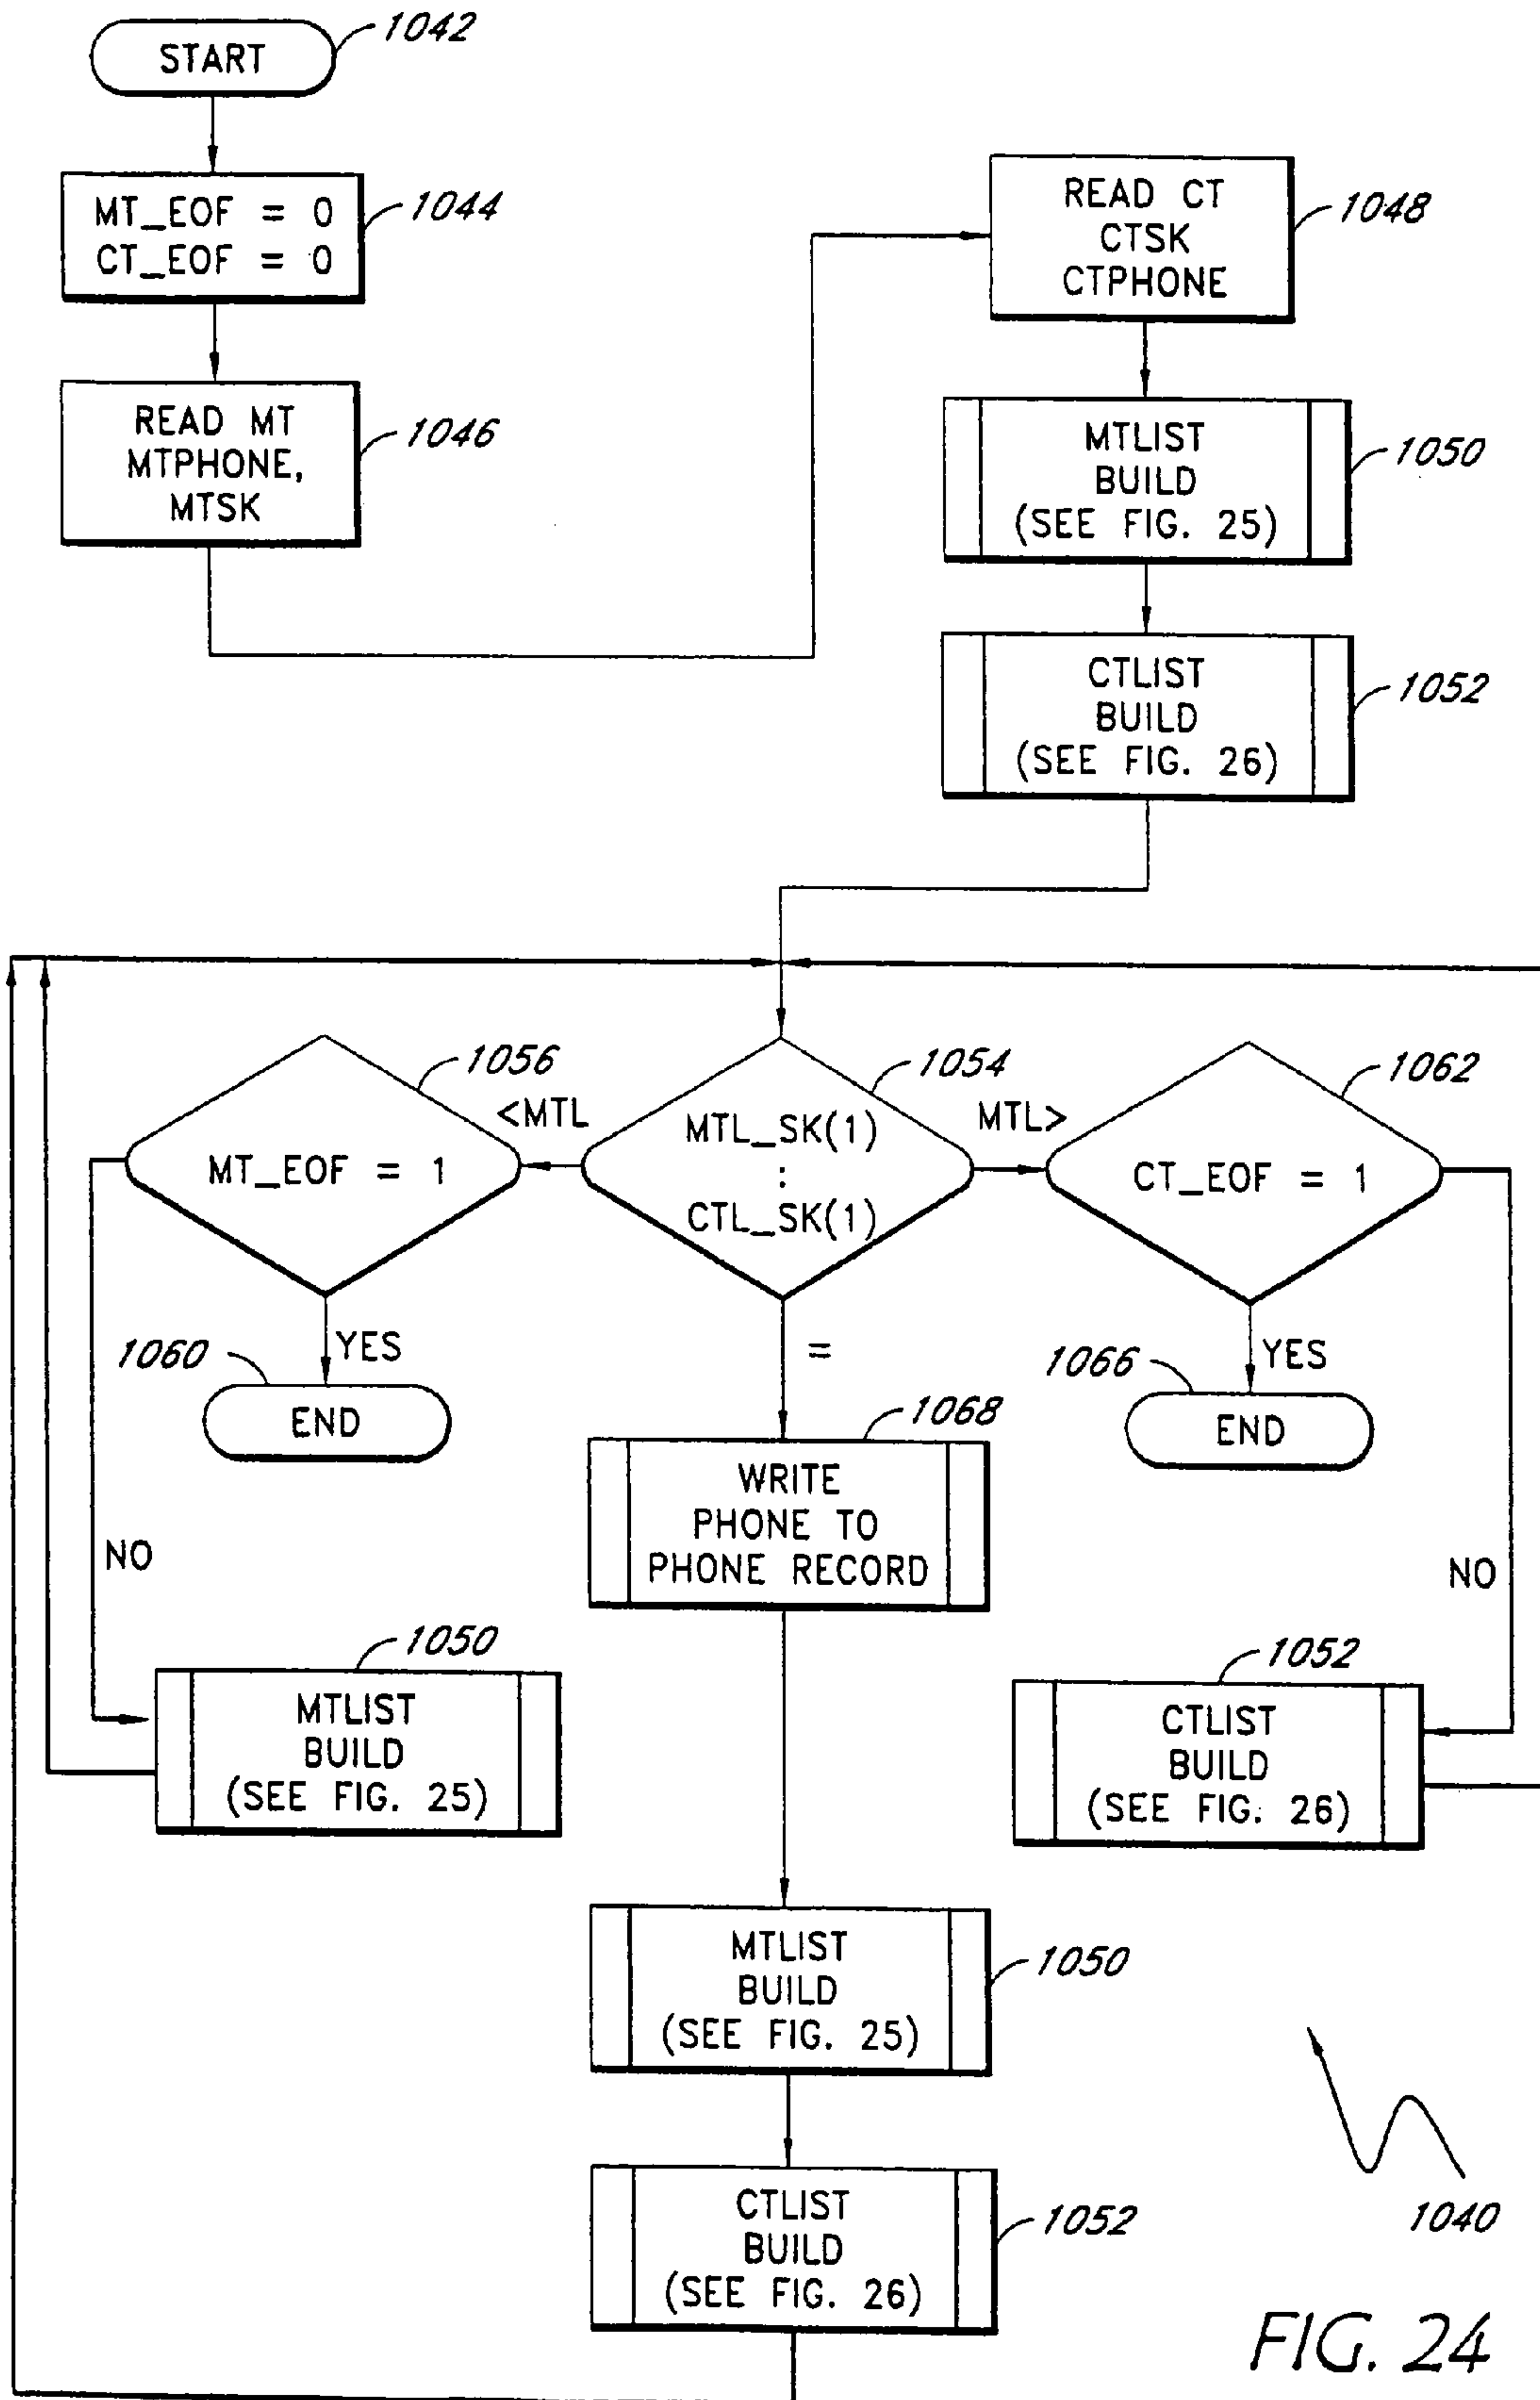 START
1042
MT_EOF = 0
CT_EOF = 0
1044
READ MT
MTPHONE,
MTSK
1046
READ CT
CTSK
CTPHONE
1048
MTLIST
BUILD
(SEE FIG. 25)
1050
CTLIST
BUILD
(SEE FIG. 26)
1052
MTL_SK(1)
:
CTL_SK(1)
1054
<MTL
MT_EOF = 1
1056
YES
END
1060
NO
MTLIST
BUILD
(SEE FIG. 25)
1050
MTL>
CT_EOF = 1
1062
YES
END
1066
NO
CTLIST
BUILD
(SEE FIG. 26)
1052
=
WRITE
PHONE TO
PHONE RECORD
1068
MTLIST
BUILD
(SEE FIG. 25)
1050
CTLIST
BUILD
(SEE FIG. 26)
1052
1040
FIG. 24